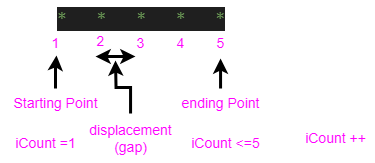 * * * * *
1 2 3 4 5
Starting Point
ending Point
displacement
(gap)
iCount =1
iCount <=5
iCount ++